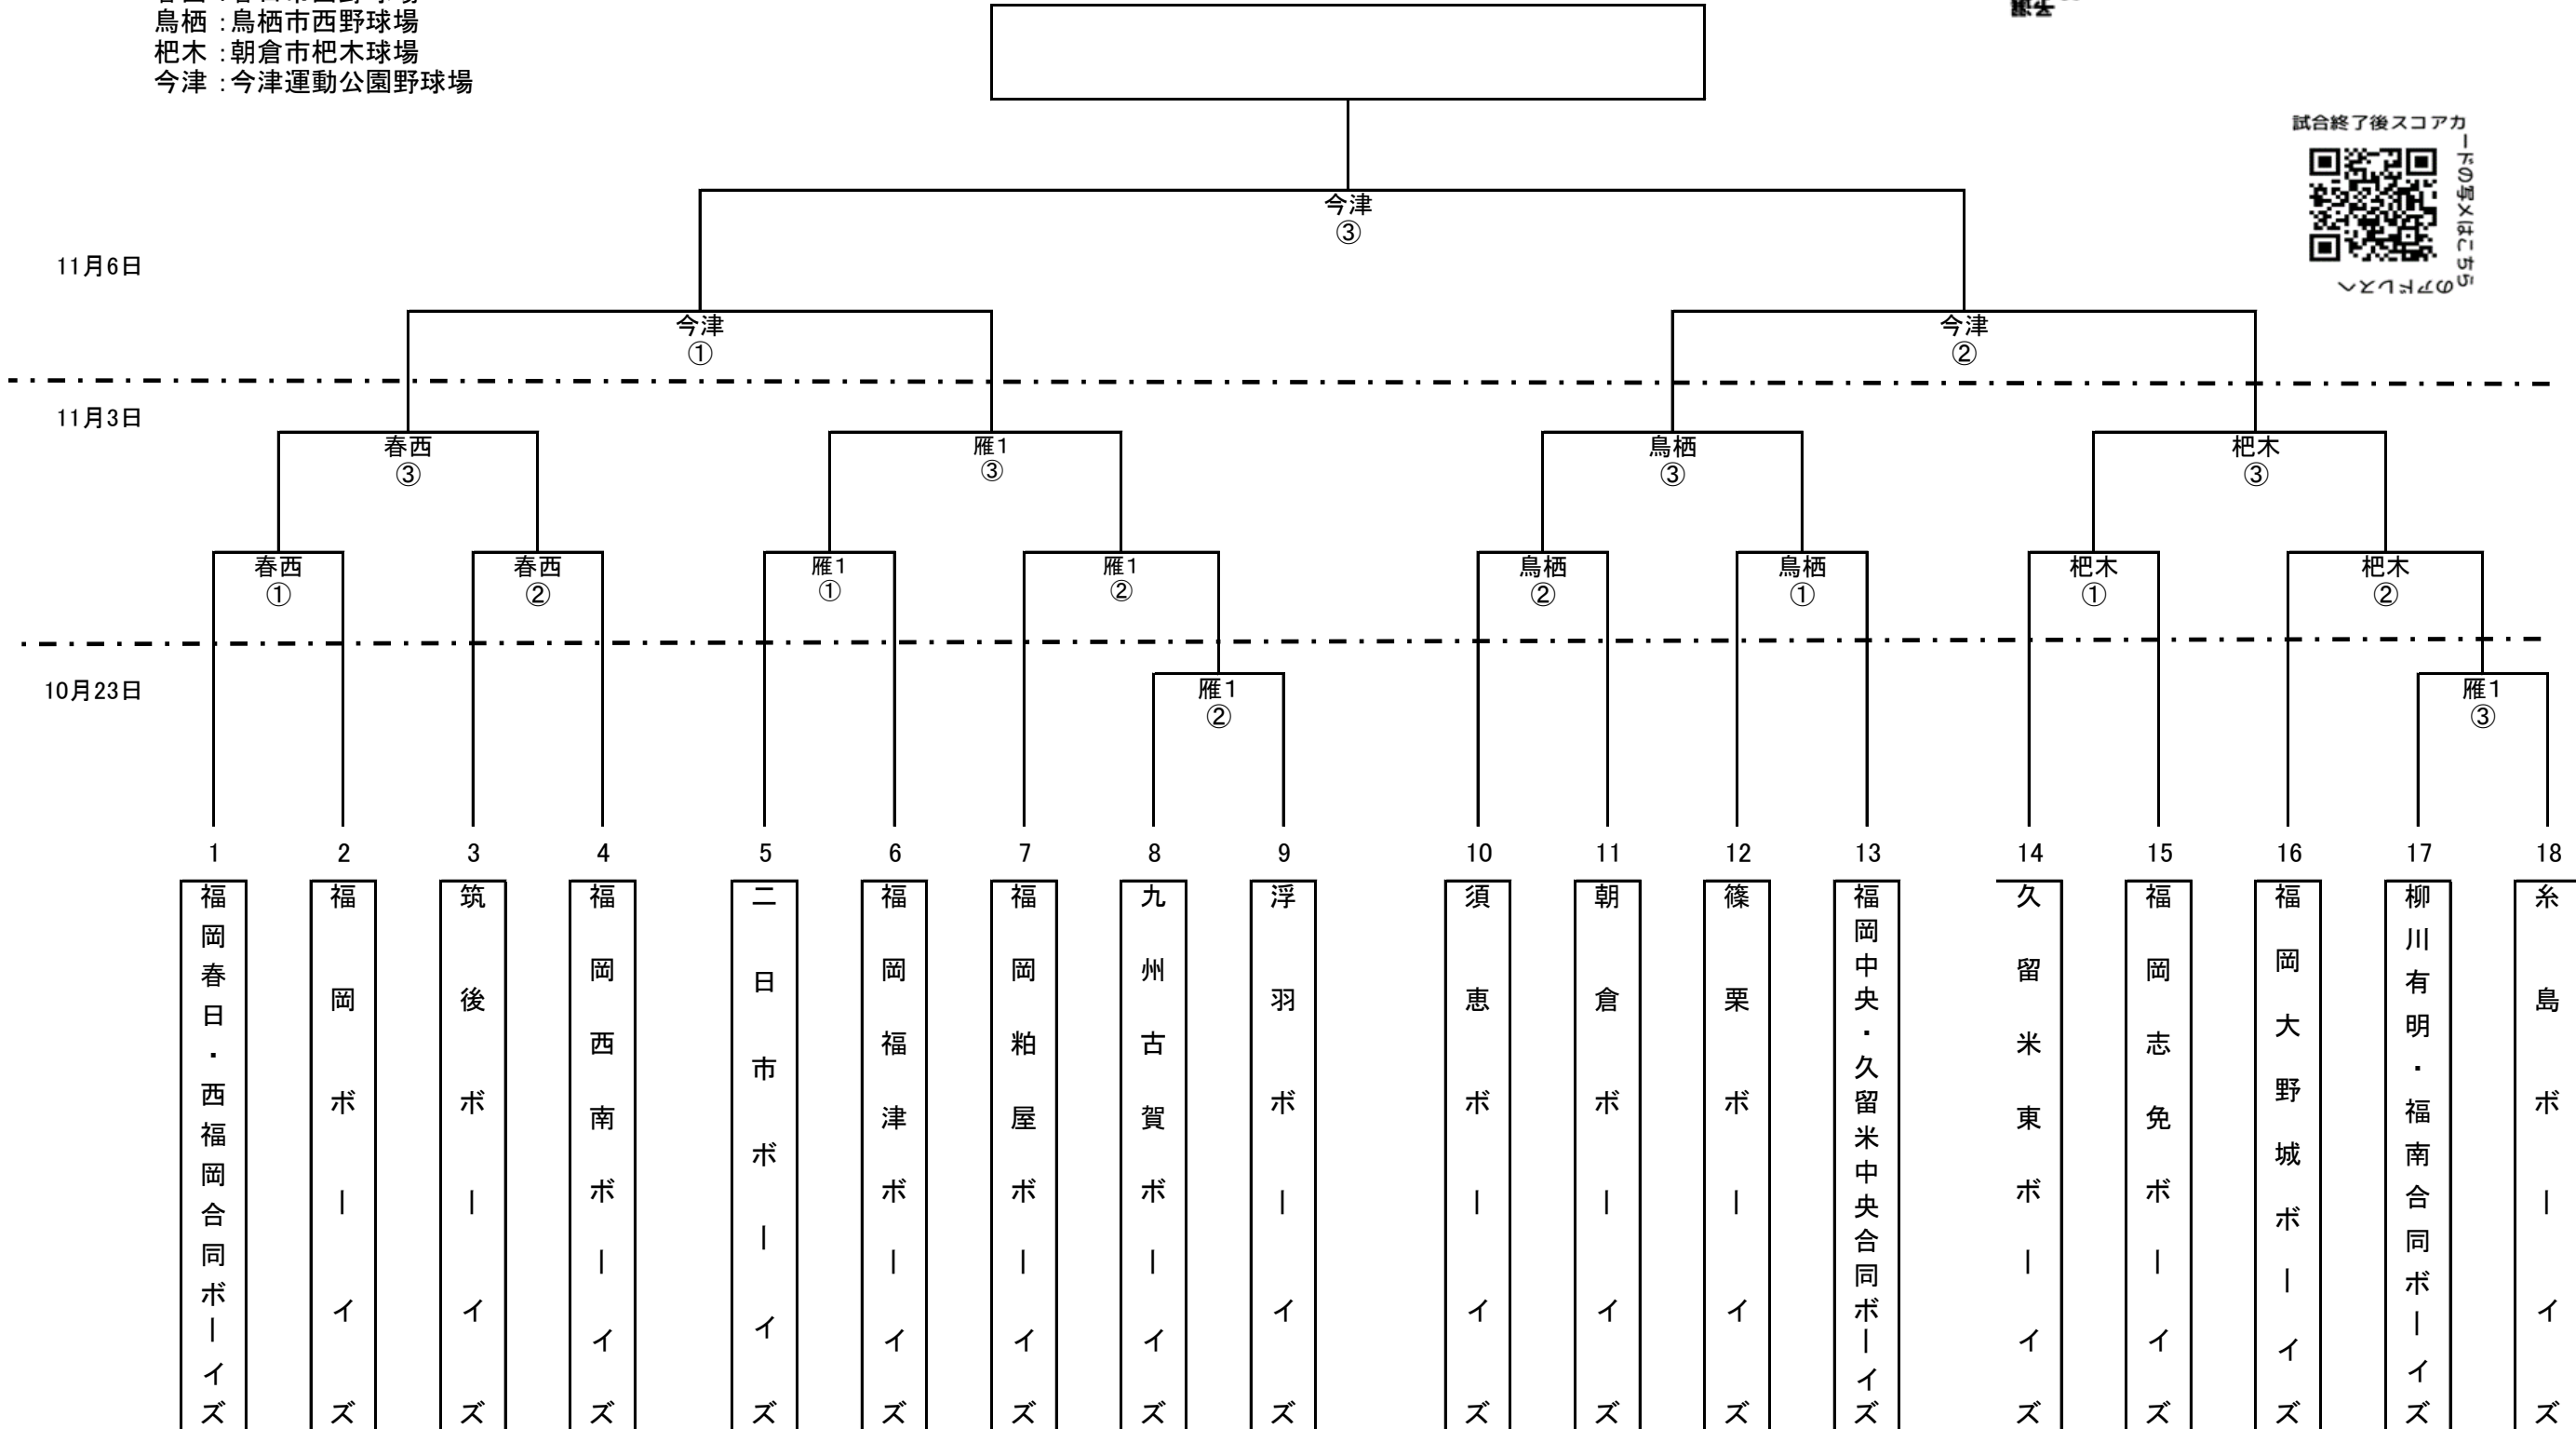 鳥栖 ：鳥栖市西野球場
杷木 ：朝倉市杷木球場
今津 ：今津運動公園野球場
試合終了後スコアカードの写メはこちらのアドレスへ
今津
③
11月6日
今津
①
今津
②
11月3日
春西
③
雁1
③
鳥栖
③
杷木
③
春西
①
春西
②
雁1
①
雁1
②
鳥栖
②
鳥栖
①
杷木
①
杷木
②
10月23日
雁1
②
雁1
③
1
2
3
4
5
6
7
8
9
10
11
12
13
14
15
16
17
18
福岡春日・西福岡合同ボーイズ
福岡ボーイズ
筑後ボーイズ
福岡西南ボーイズ
二日市ボーイズ
福岡福津ボーイズ
福岡粕屋ボーイズ
九州古賀ボーイズ
浮羽ボーイズ
須恵ボーイズ
朝倉ボーイズ
篠栗ボーイズ
福岡中央・久留米中央合同ボーイズ
久留米東ボーイズ
福岡志免ボーイズ
福岡大野城ボーイズ
柳川有明・福南合同ボーイズ
糸島ボーイズ